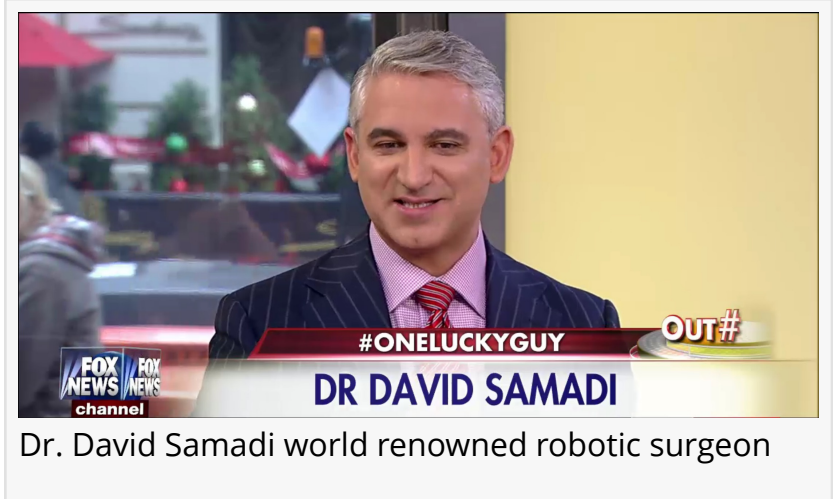 #ONELUCKYGUY
OUT#
FOX NEWS channel
FOX NEWS
DR DAVID SAMADI
Dr. David Samadi world renowned robotic surgeon